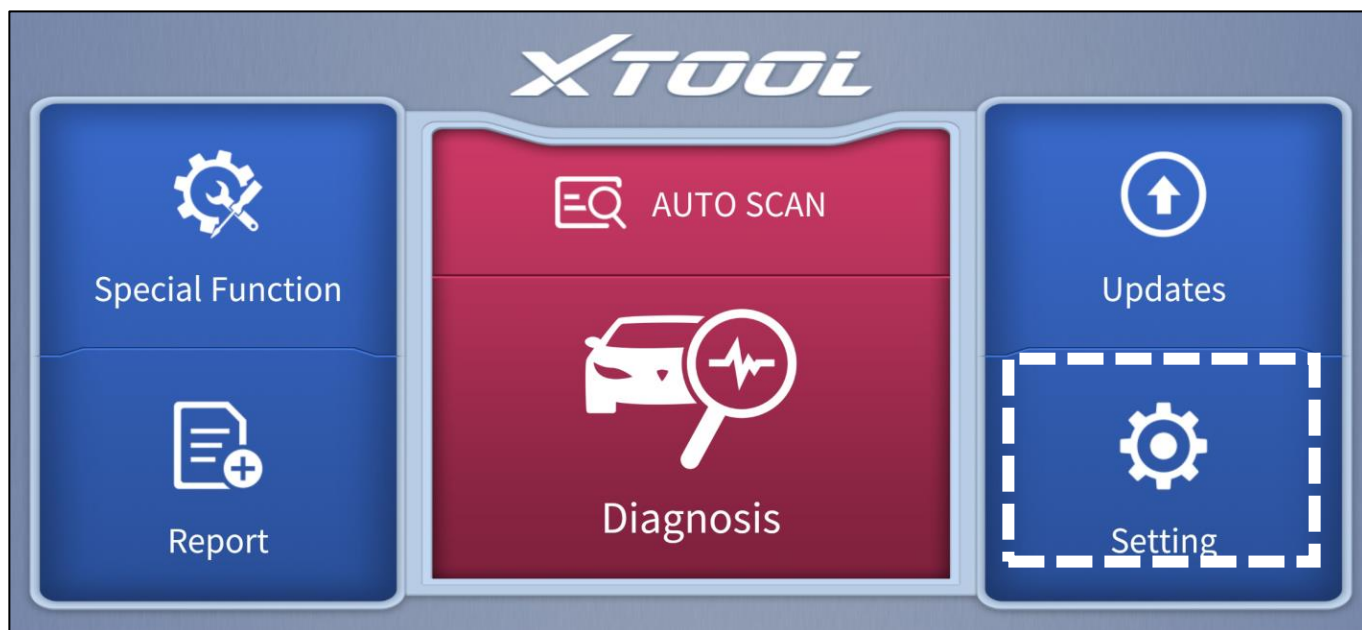 XTOOL
Special Function
AUTO SCAN
Updates
Report
Diagnosis
Setting